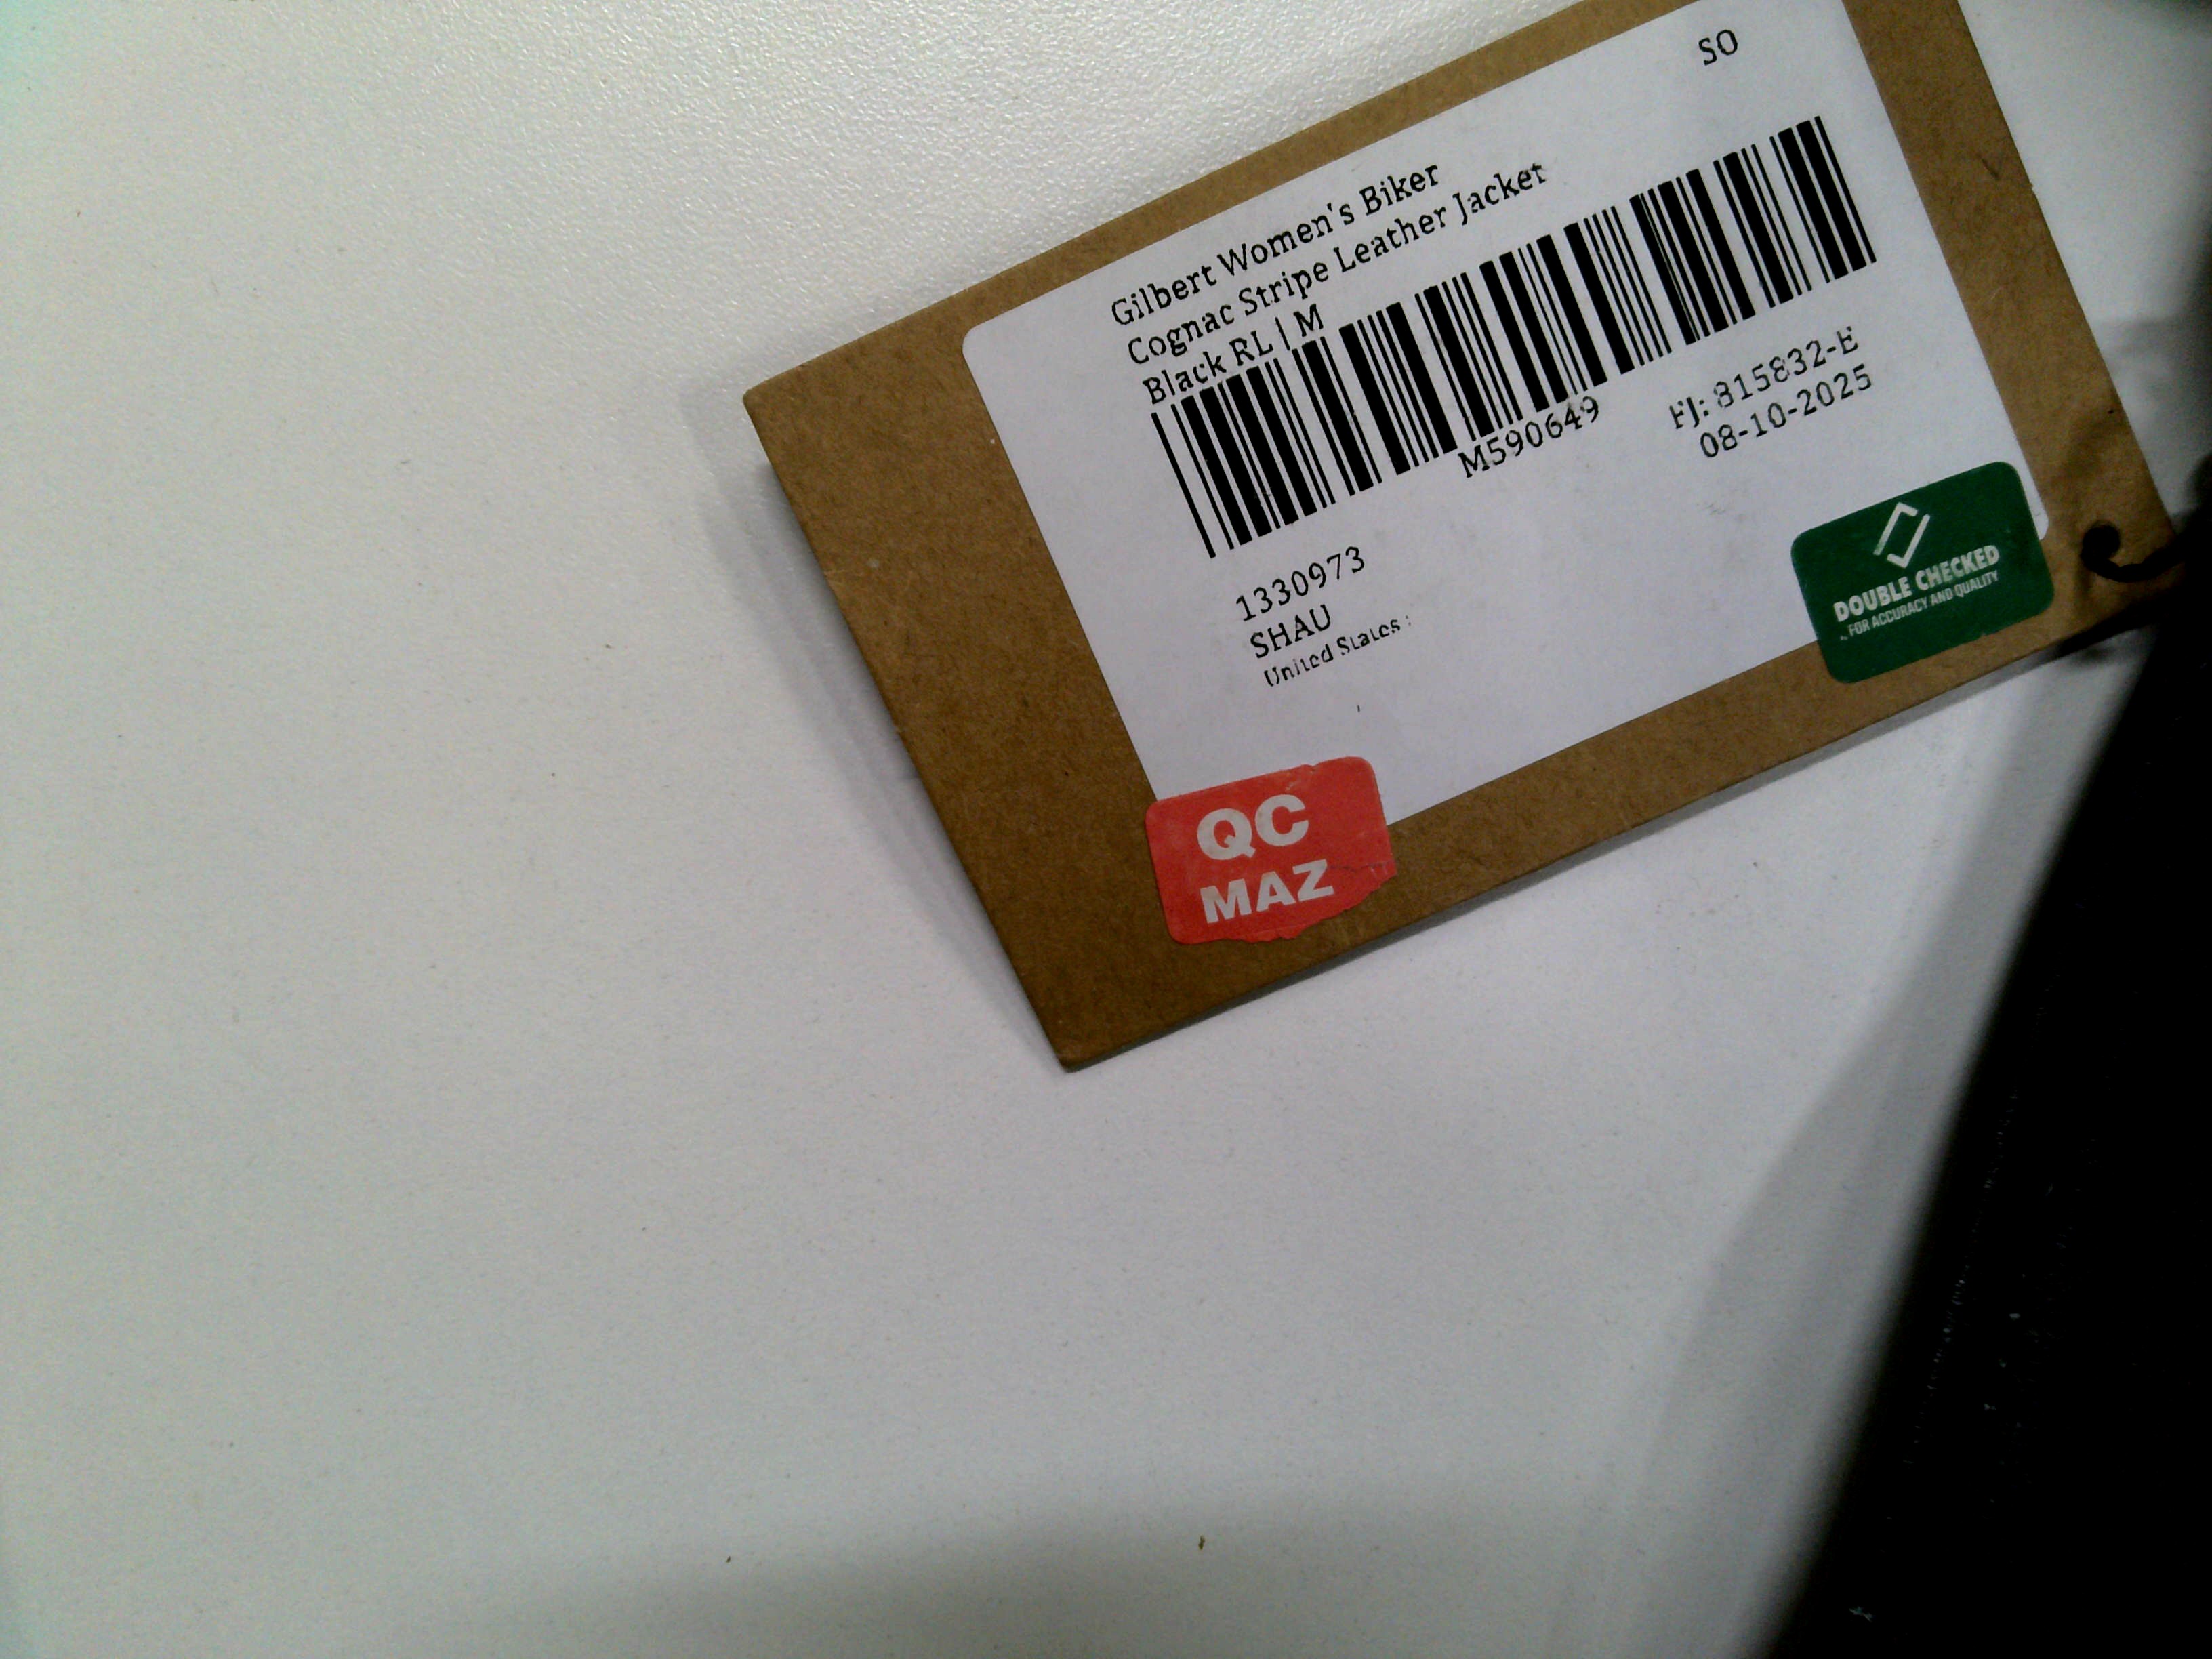 SO
Gilbert Women's Biker
Cognac Stripe Leather Jacket
Black RL | M
M590649
FJ: 815832-E
08-10-2025
1330973
SHAU
United States :
DOUBLE CHECKED
FOR ACCURACY AND QUALITY
QC
MAZ